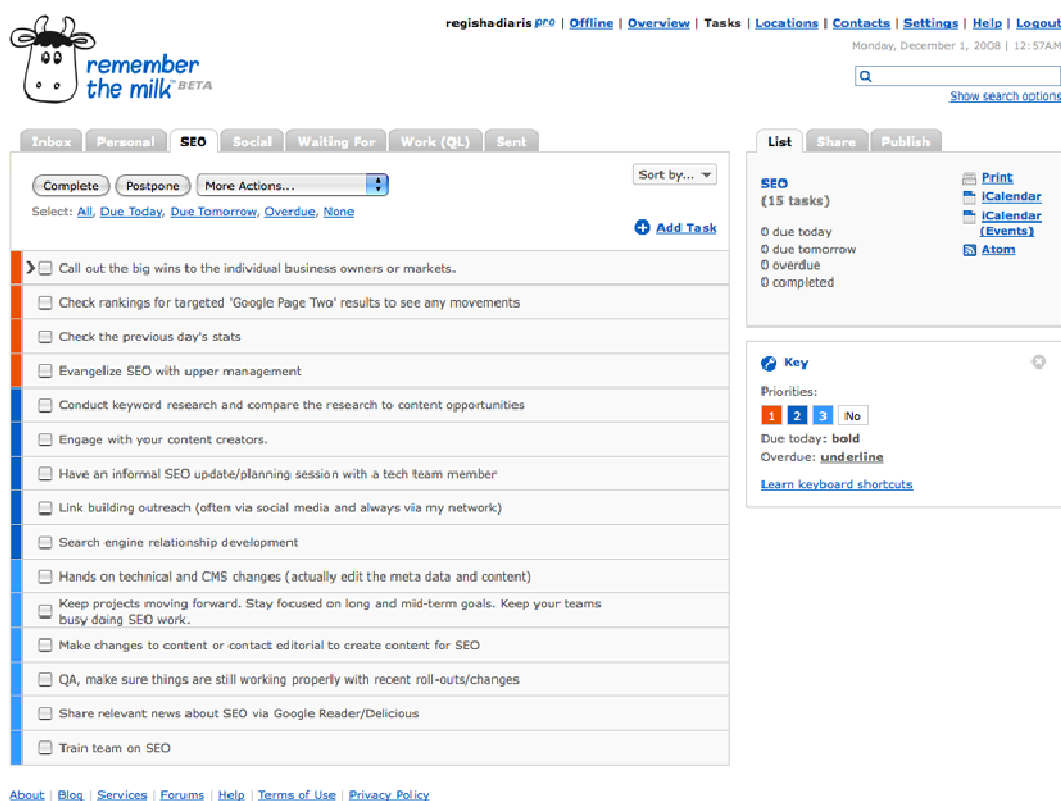 regishadiaris pro | Offline | Overview | Tasks | Locations | Contacts | Settings | Help | Logout
Monday, December 1, 2008 | 12:57AM
remember
the milk™ BETA
Show search options
Inbox Personal SEO Social Waiting For Work (QL) Sent
Complete Postpone More Actions... Sort by...
Select: All, Due Today, Due Tomorrow, Overdue, None
Add Task
Call out the big wins to the individual business owners or markets.
Check rankings for targeted 'Google Page Two' results to see any movements
Check the previous day's stats
Evangelize SEO with upper management
Conduct keyword research and compare the research to content opportunities
Engage with your content creators.
Have an informal SEO update/planning session with a tech team member
Link building outreach (often via social media and always via my network)
Search engine relationship development
Hands on technical and CMS changes (actually edit the meta data and content)
Keep projects moving forward. Stay focused on long and mid-term goals. Keep your teams
busy doing SEO work.
Make changes to content or contact editorial to create content for SEO
QA, make sure things are still working properly with recent roll-outs/changes
Share relevant news about SEO via Google Reader/Delicious
Train team on SEO
List Share Publish
SEO
(15 tasks)
0 due today
0 due tomorrow
0 overdue
0 completed
Print
iCalendar
iCalendar
(Events)
Atom
Key
Priorities:
1 2 3 No
Due today: bold
Overdue: underline
Learn keyboard shortcuts
About | Blog | Services | Forums | Help | Terms of Use | Privacy Policy